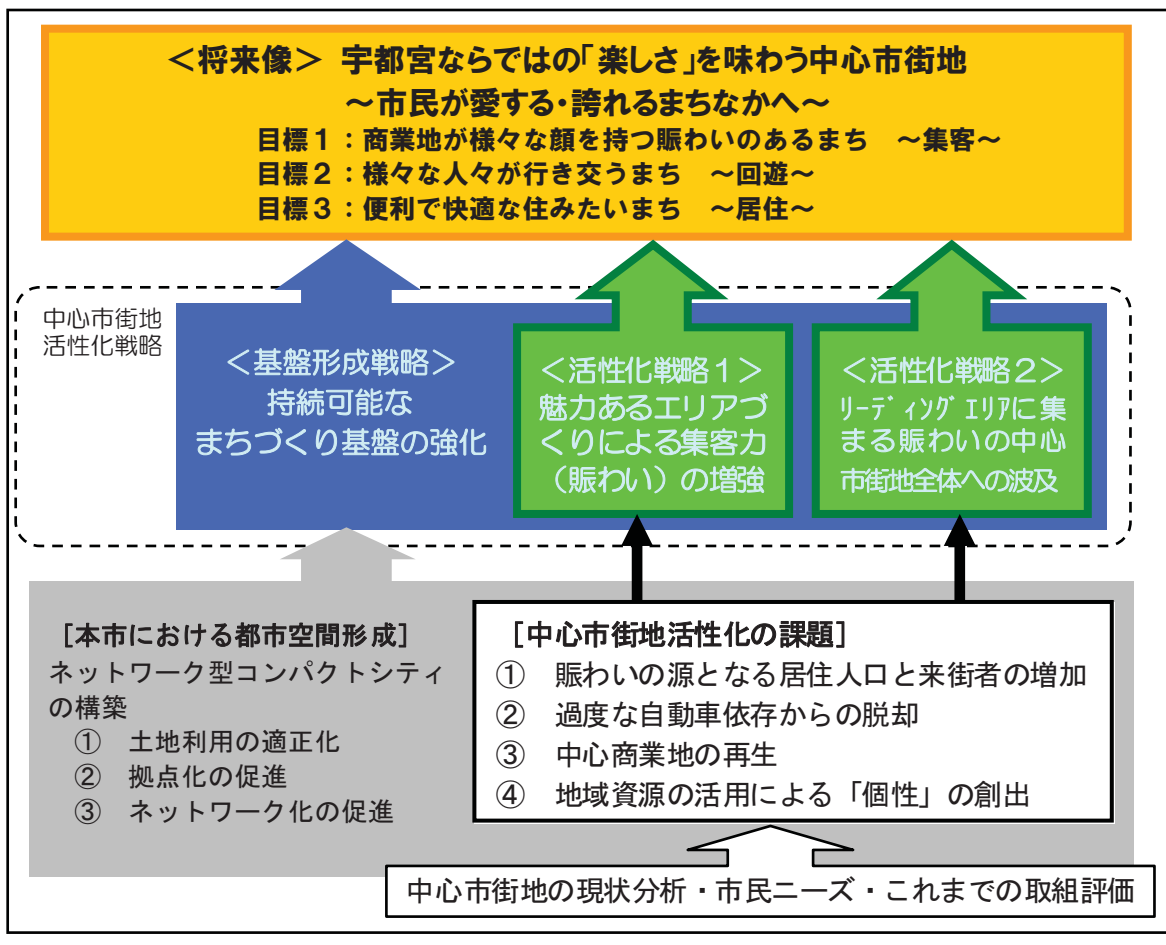 <将来像> 宇都宮ならではの「楽しさ」を味わう中心市街地
~市民が愛する・誇れるまちなかへ~
目標1:商業地が様々な顔を持つ賑わいのあるまち ~集客~
目標2:様々な人々が行き交うまち ~回遊~
目標3:便利で快適な住みたいまち ~居住~
中心市街地
活性化戦略
<基盤形成戦略>
持続可能な
まちづくり基盤の強化
<活性化戦略1>
魅力あるエリアづ
くりによる集客力
(賑わい)の増強
<活性化戦略2>
リーディングエリアに集
まる賑わいの中心
市街地全体への波及
[本市における都市空間形成]
ネットワーク型コンパクトシティ
の構築
① 土地利用の適正化
② 拠点化の促進
③ ネットワーク化の促進
[中心市街地活性化の課題]
① 賑わいの源となる居住人口と来街者の増加
② 過度な自動車依存からの脱却
③ 中心商業地の再生
④ 地域資源の活用による「個性」の創出
中心市街地の現状分析・市民ニーズ・これまでの取組評価